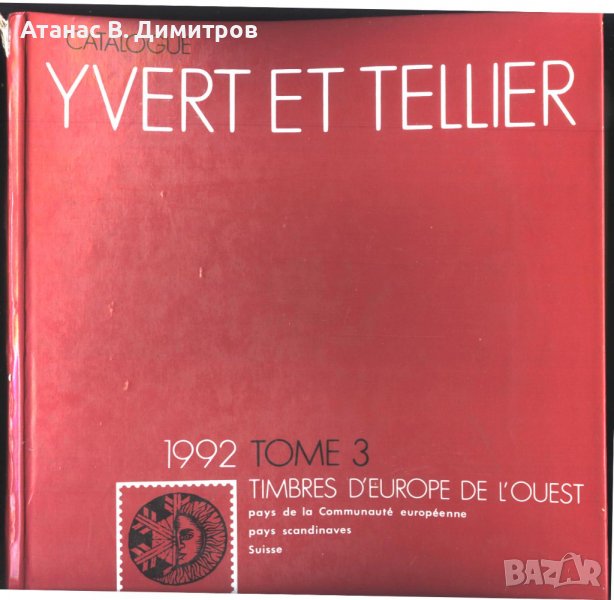 Атанас В. Димитров
CATALOGUE
YVERT ET TELLIER
1992 TOME 3
TIMBRES D'EUROPE DE L'OUEST
pays de la Communauté européenne
pays scandinaves
Suisse
BAZAR